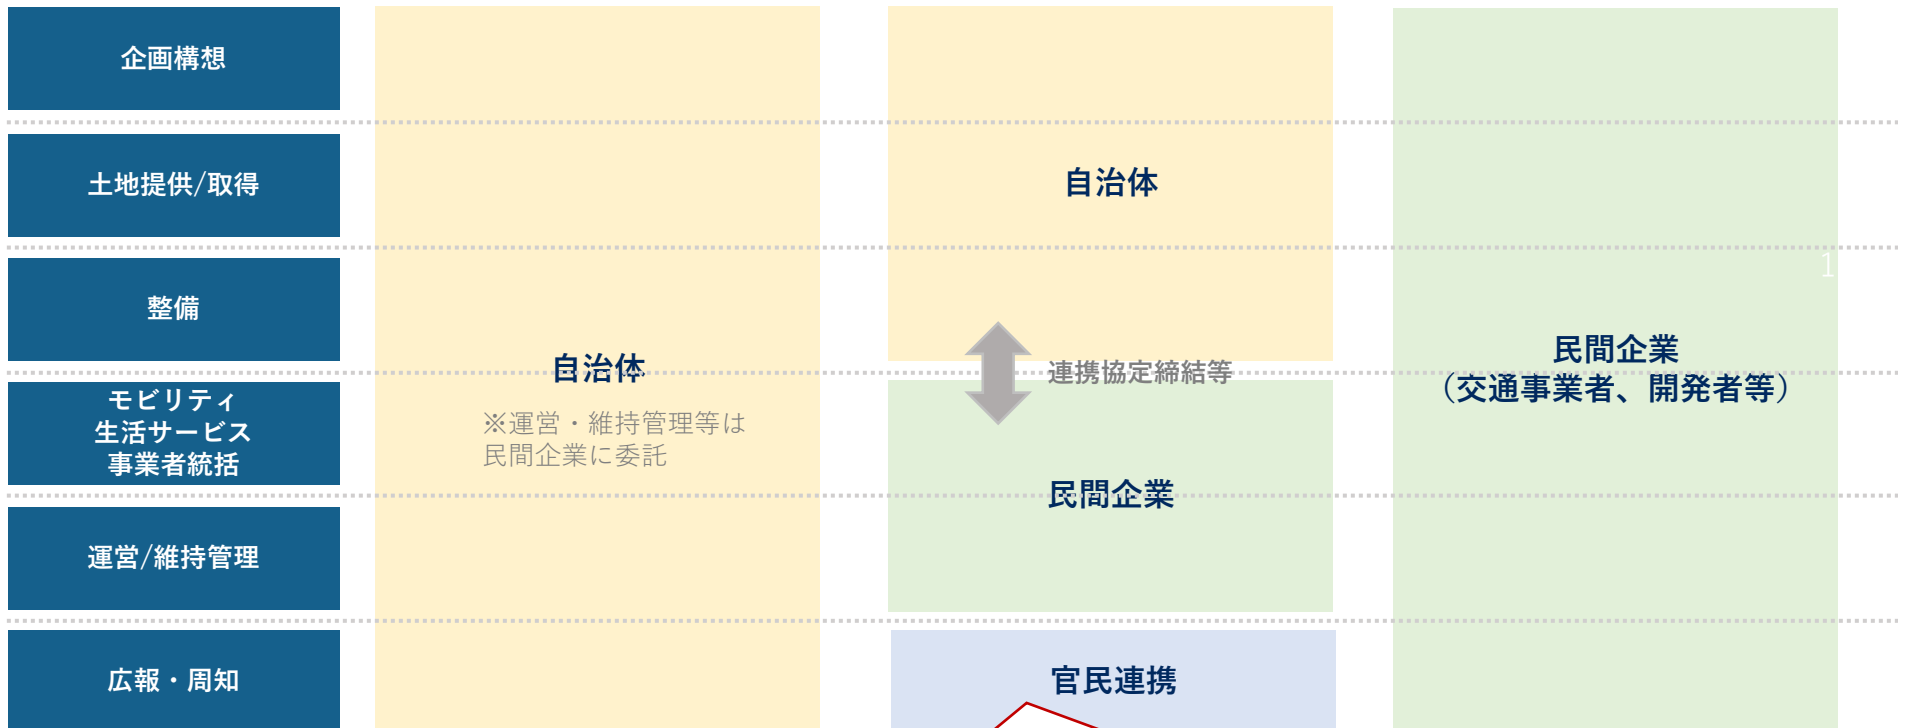 企画構想
土地提供/取得
整備
モビリティ
生活サービス
事業者統括
運営/維持管理
広報・周知
自治体
※運営・維持管理等は
民間企業に委託
自治体
連携協定締結等
民間企業
官民連携
1
民間企業
（交通事業者、開発者等）